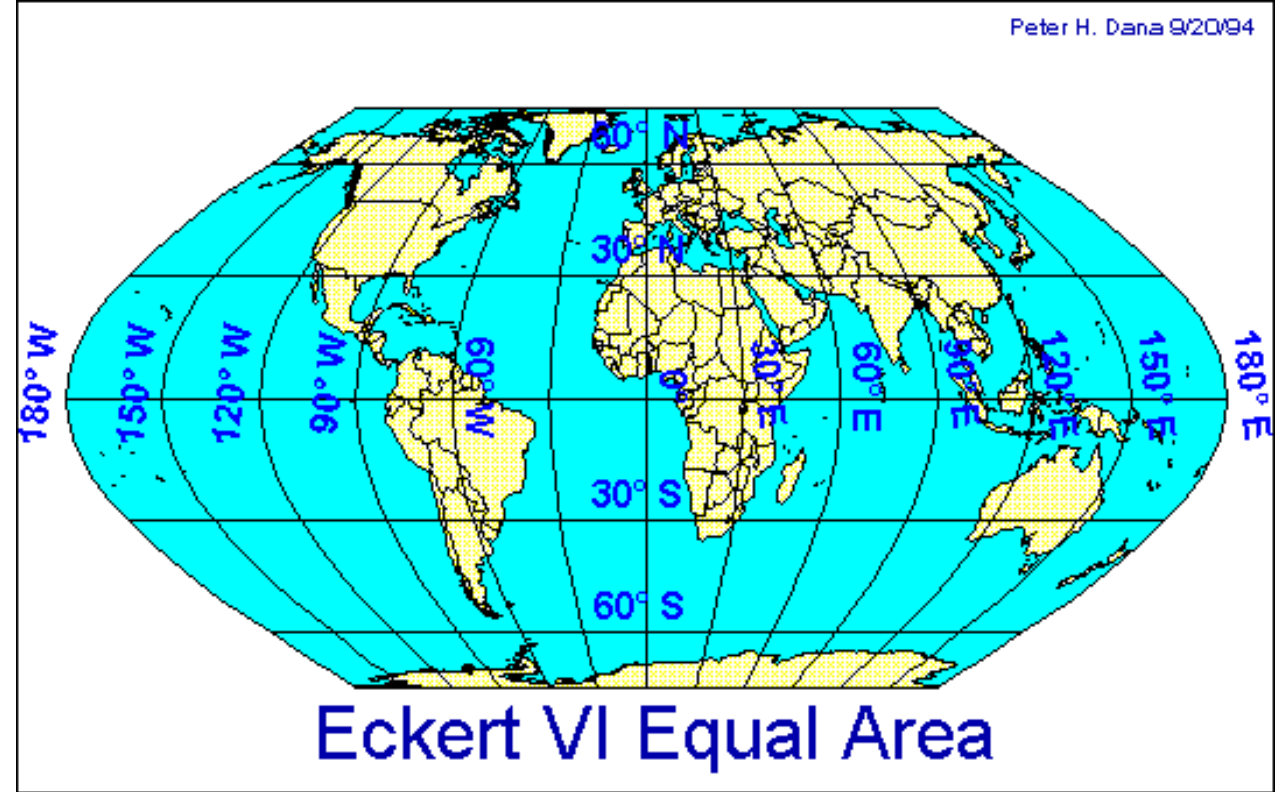 Peter H. Dana 9/20/94
60° N
30° N
180° W
150° W
120° W
90° W
60° W
0°
30° E
60° E
90° E
120° E
150° E
180° E
30° S
60° S
Eckert VI Equal Area